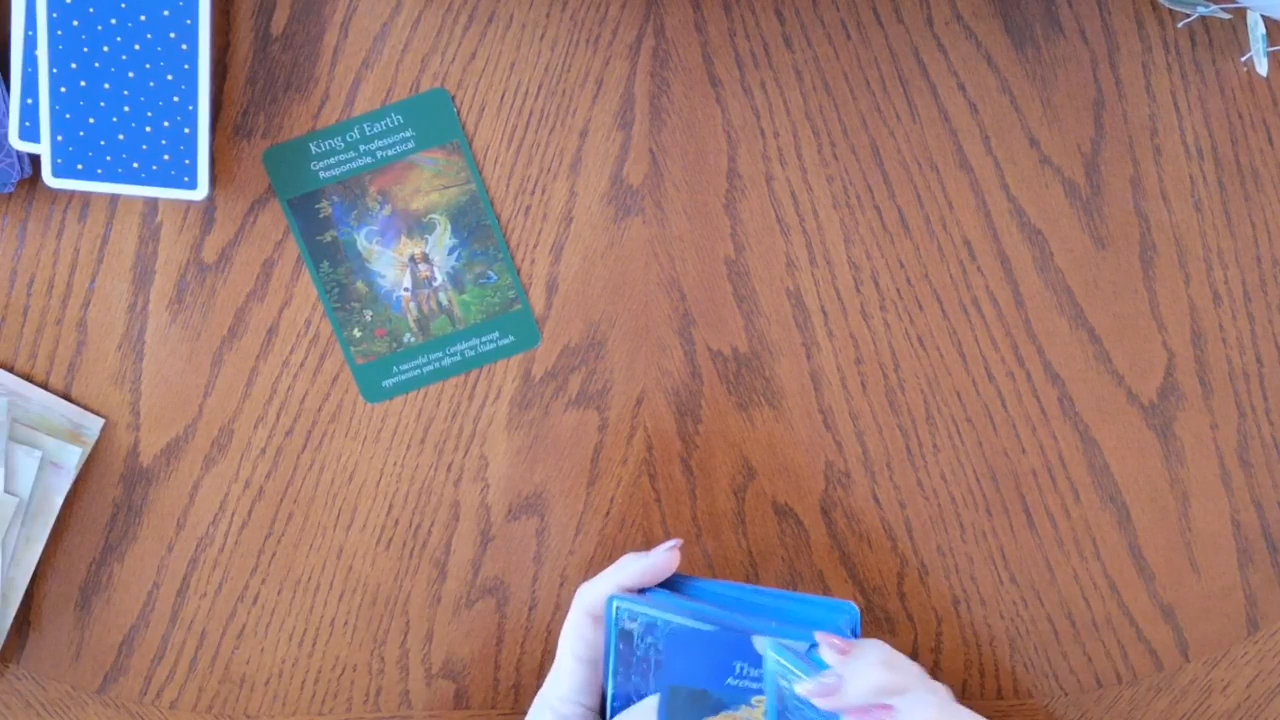 King of Earth
Generous, Professional,
Responsible, Practical
A successful time. Confidently accept
opportunities you're offered. The Midas touch.
The